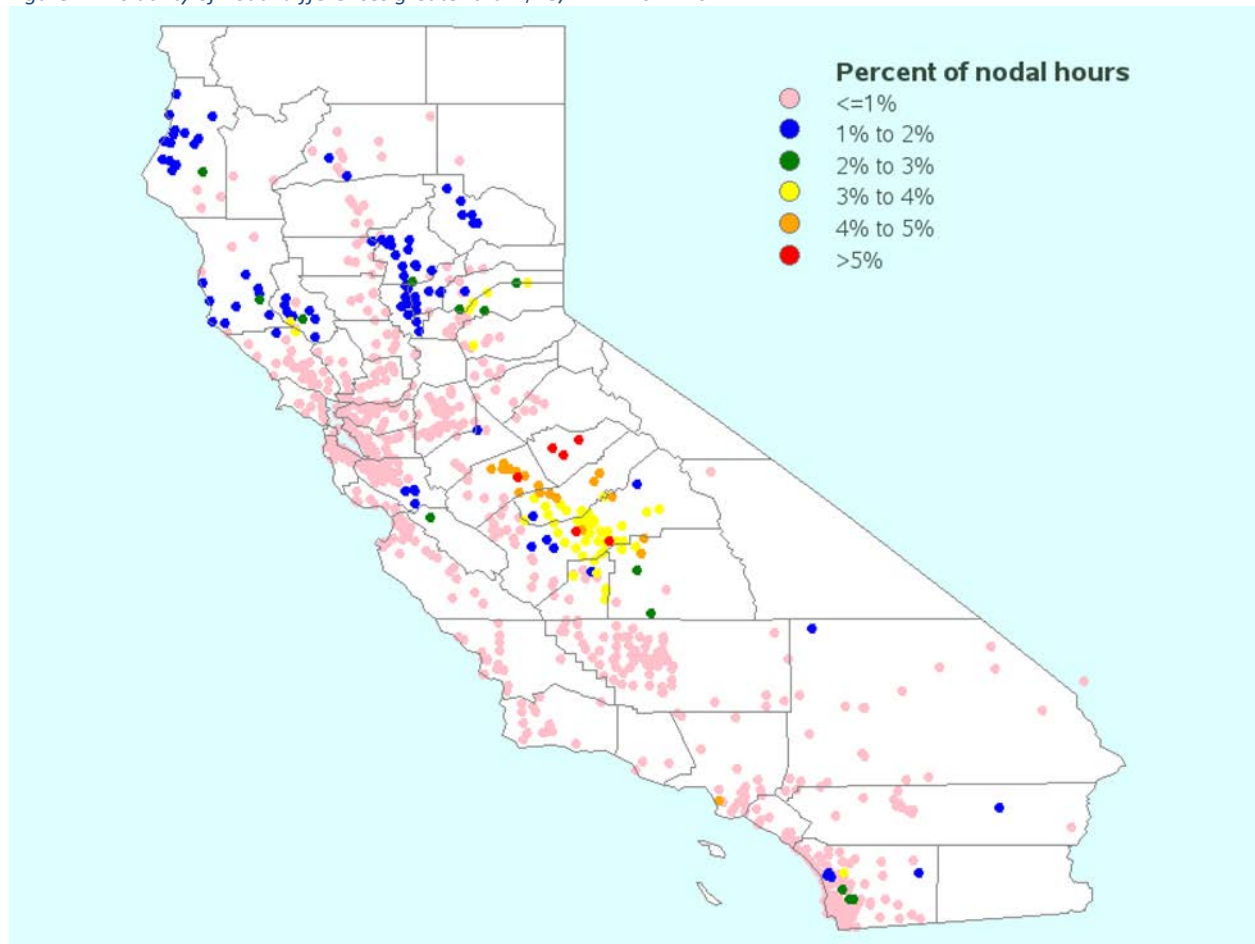 Percent of nodal hours
<=1%
1% to 2%
2% to 3%
3% to 4%
4% to 5%
>5%